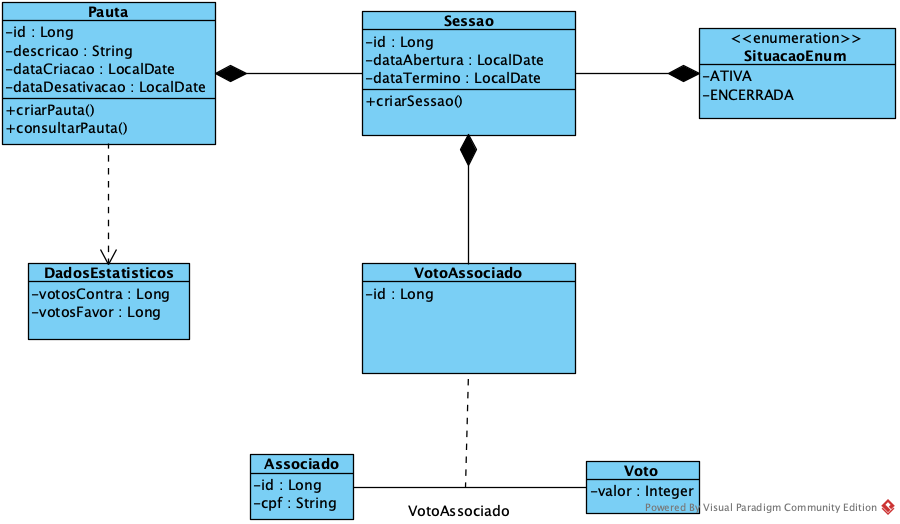 Pauta
-id : Long
-descricao : String
-dataCriacao : LocalDate
-dataDesativacao : LocalDate
+criarPauta()
+consultarPauta()
Sessao
-id : Long
-dataAbertura : LocalDate
-dataTermino : LocalDate
+criarSessao()
<<enumeration>>
SituacaoEnum
-ATIVA
-ENCERRADA
DadosEstatisticos
-votosContra : Long
-votosFavor : Long
VotoAssociado
-id : Long
Associado
-id : Long
-cpf : String
VotoAssociado
Voto
-valor : Integer
Powered By Visual Paradigm Community Edition